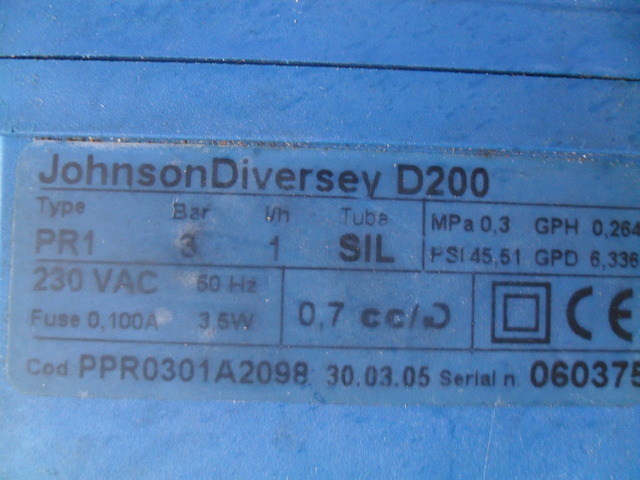 JohnsonDiversey D200
Type Bar l/h Tube MPa 0,3 GPH 0,264
PR1 3 1 SIL PSI 45,51 GPD 6,336
230 VAC 50 Hz
Fuse 0,100A 3,5W 0,7 cc/ CE
Cod. PPR0301A2098 30.03.05 Serial n. 060375